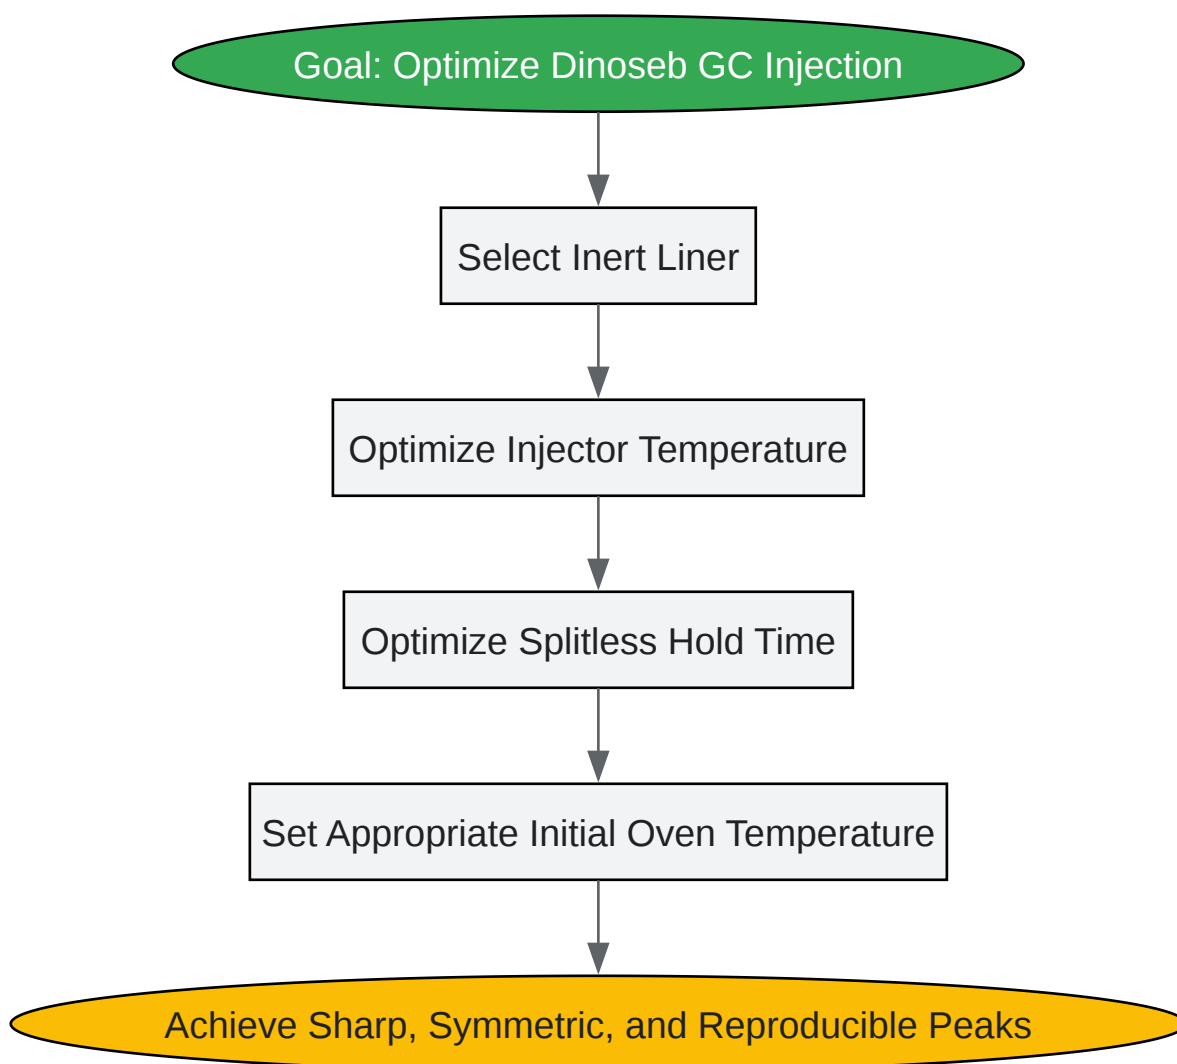 Goal: Optimize Dinoseb GC Injection
Select Inert Liner
Optimize Injector Temperature
Optimize Splitless Hold Time
Set Appropriate Initial Oven Temperature
Achieve Sharp, Symmetric, and Reproducible Peaks